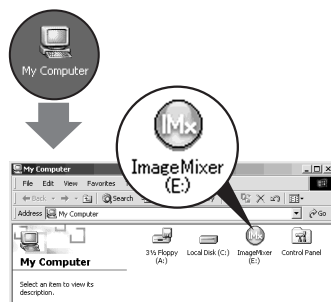 My Computer
IMx
ImageMixer
(E:)
My Computer
File Edit View Favorites
Back Search
Address My Computer Go
My Computer
Select an item to view its
description.
3½ Floppy
(A:)
Local Disk (C:)
ImageMixer
(E:)
Control Panel